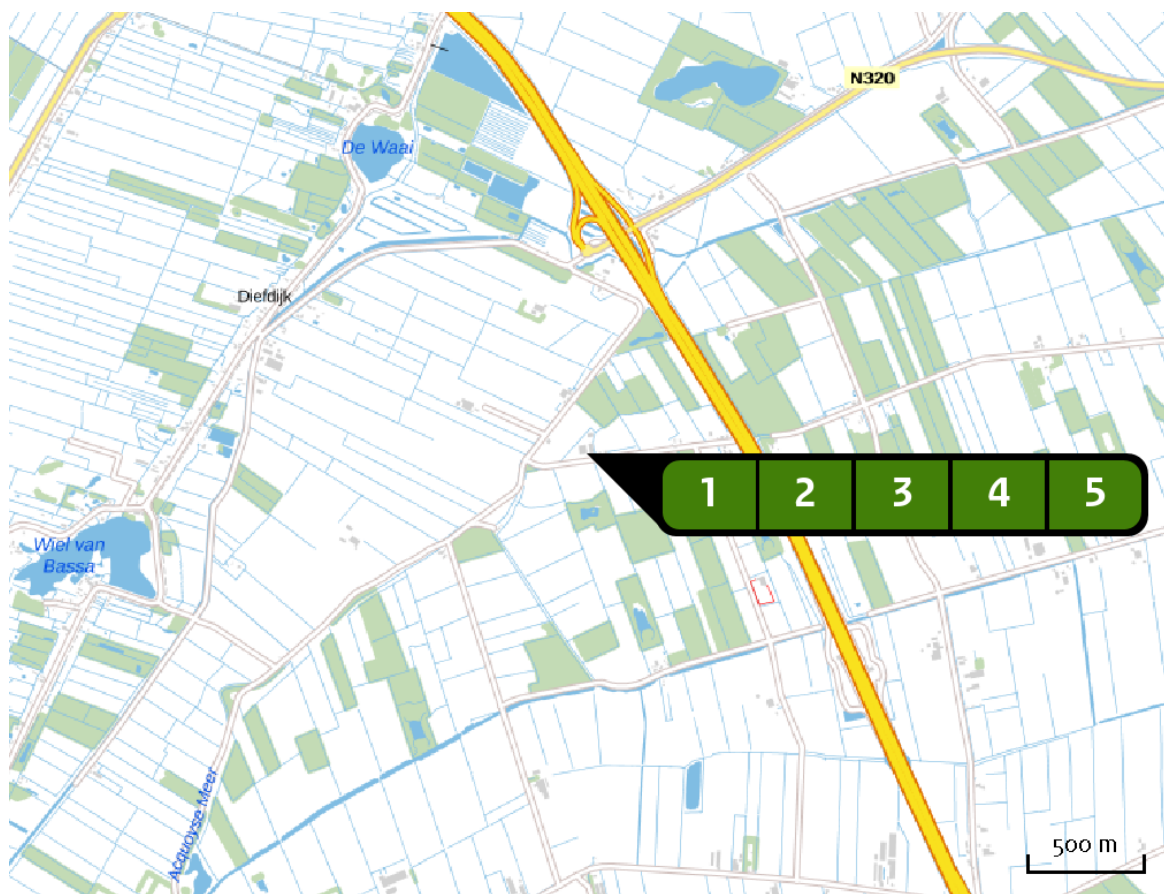 N320
De Waai
Diefdijk
1 2 3 4 5
Wiel van
Bassa
Acquoyse Meer
500 m